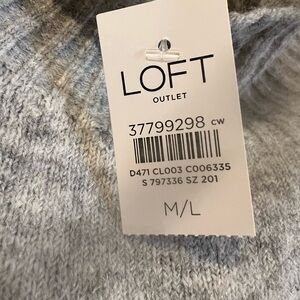 LOFT
OUTLET
37799298 CW
D471 CL003 C006335
S 797336 SZ 201
M/L